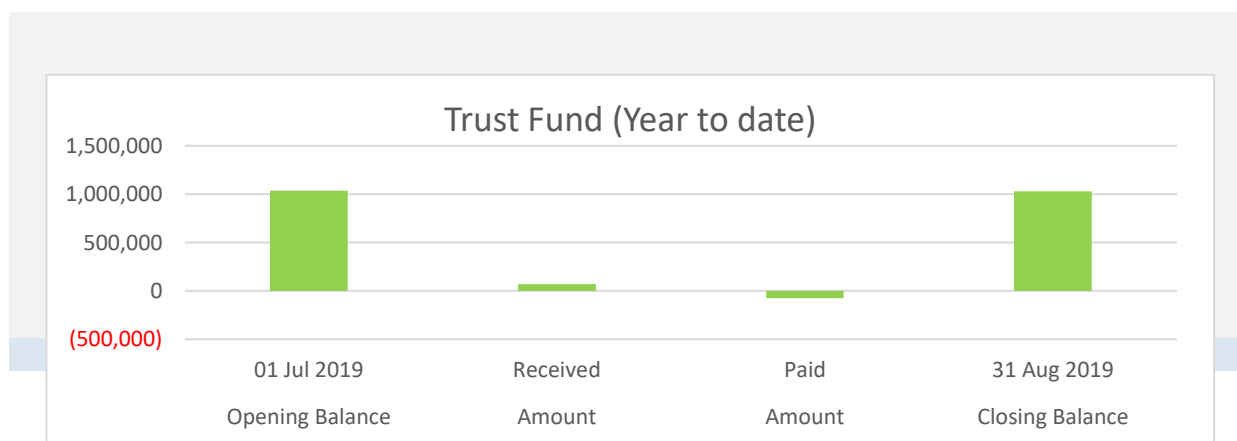 Trust Fund (Year to date)
1,500,000
1,000,000
500,000
0
(500,000)
01 Jul 2019 Received Paid 31 Aug 2019
Opening Balance Amount Amount Closing Balance